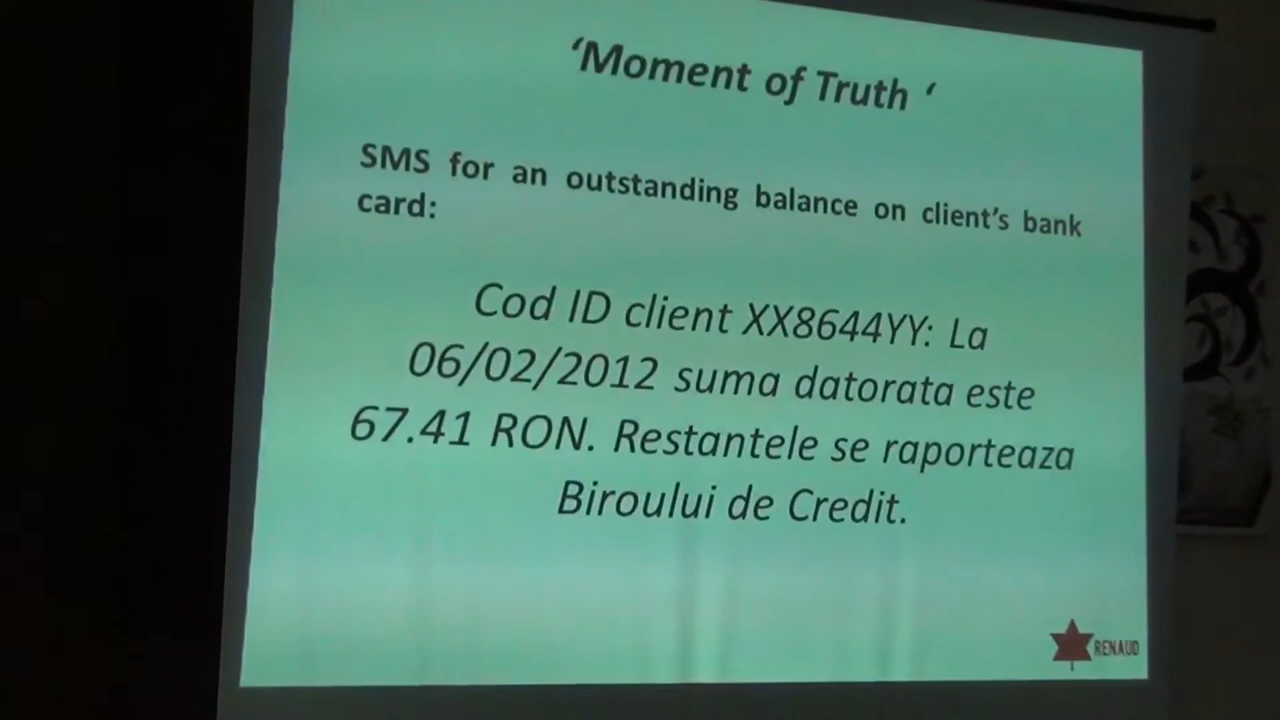 ‘Moment of Truth ‘
SMS for an outstanding balance on client’s bank
card:
Cod ID client XX8644YY: La
06/02/2012 suma datorata este
67.41 RON. Restantele se raporteaza
Biroului de Credit.
RENAUD